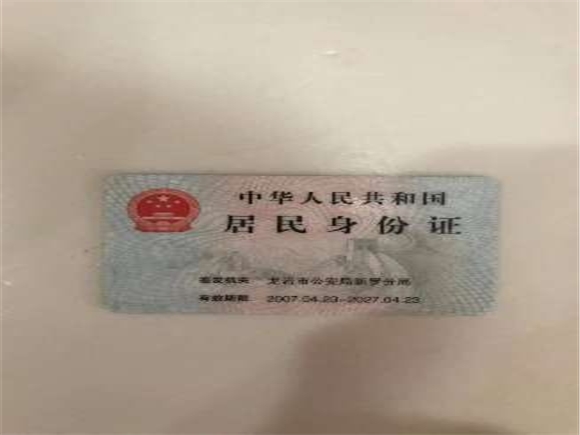 中华人民共和国
居民身份证
签发机关 龙岩市公安局新罗分局
有效期限 2007.04.23-2027.04.23